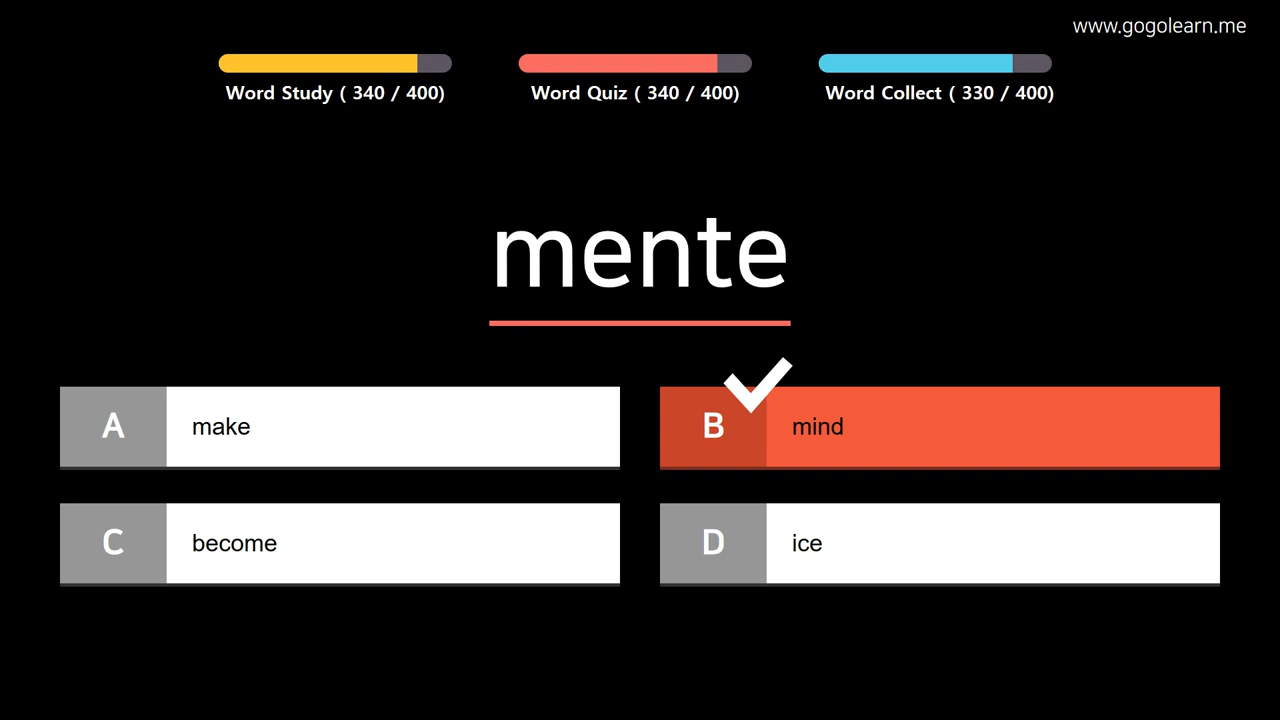 www.gogolearn.me
Word Study ( 340 / 400)
Word Quiz ( 340 / 400)
Word Collect ( 330 / 400)
mente
A make
B mind
C become
D ice